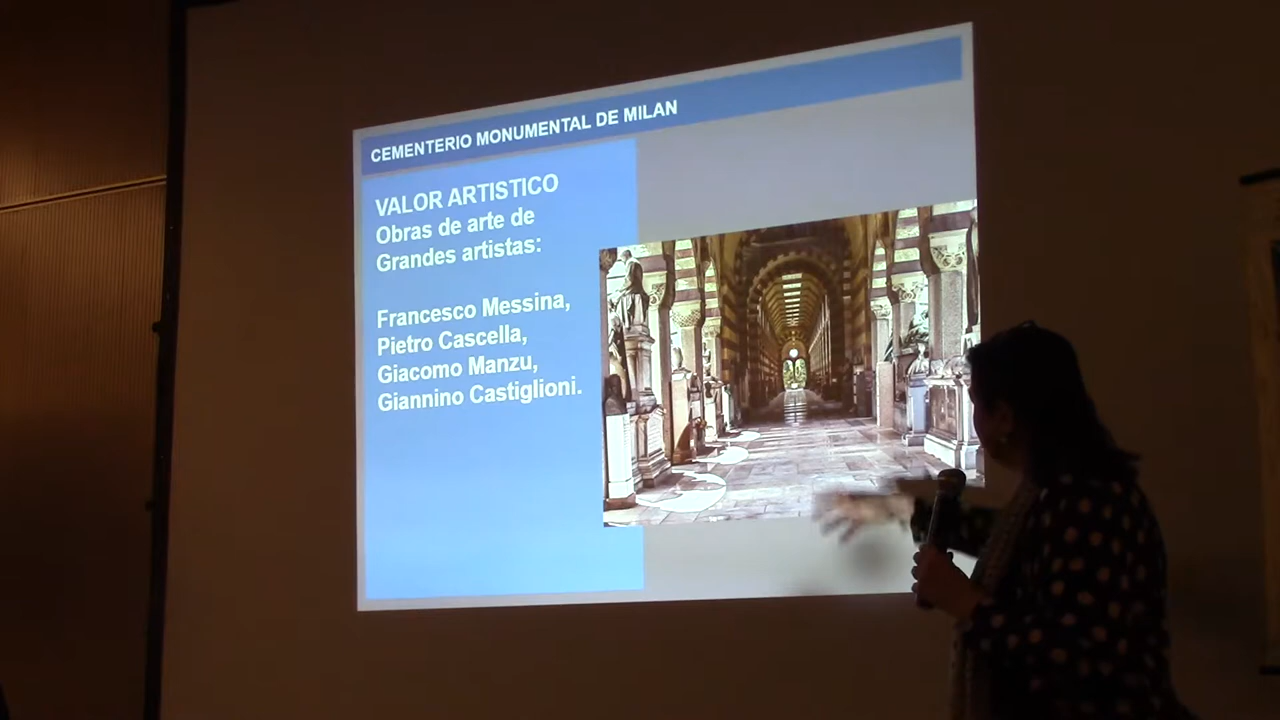 CEMENTERIO MONUMENTAL DE MILAN
VALOR ARTISTICO
Obras de arte de
Grandes artistas:
Francesco Messina,
Pietro Cascella,
Giacomo Manzu,
Giannino Castiglioni.